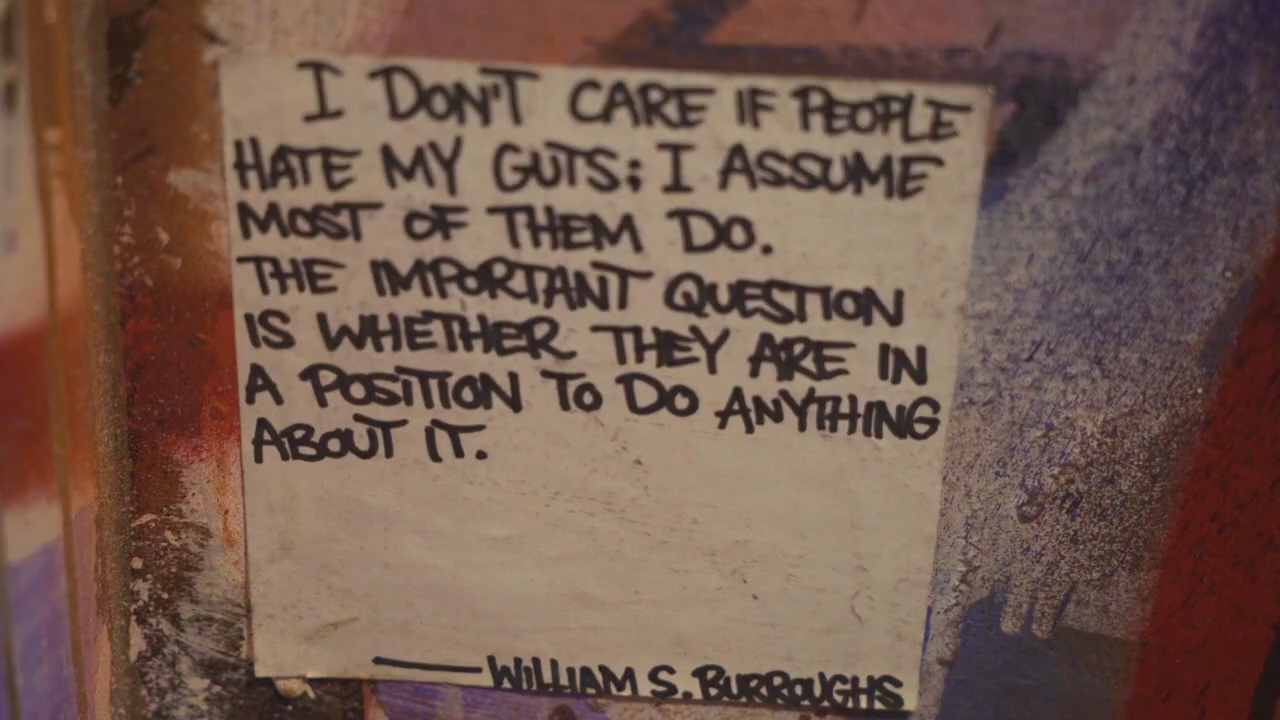 I DON'T CARE IF PEOPLE
HATE MY GUTS; I ASSUME
MOST OF THEM DO.
THE IMPORTANT QUESTION
IS WHETHER THEY ARE IN
A POSITION TO DO ANYTHING
ABOUT IT.
— WILLIAM S. BURROUGHS